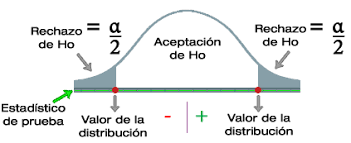 Rechazo de Ho = α/2
Aceptación de Ho
Rechazo de Ho = α/2
Estadístico de prueba
Valor de la distribución
- | +
Valor de la distribución